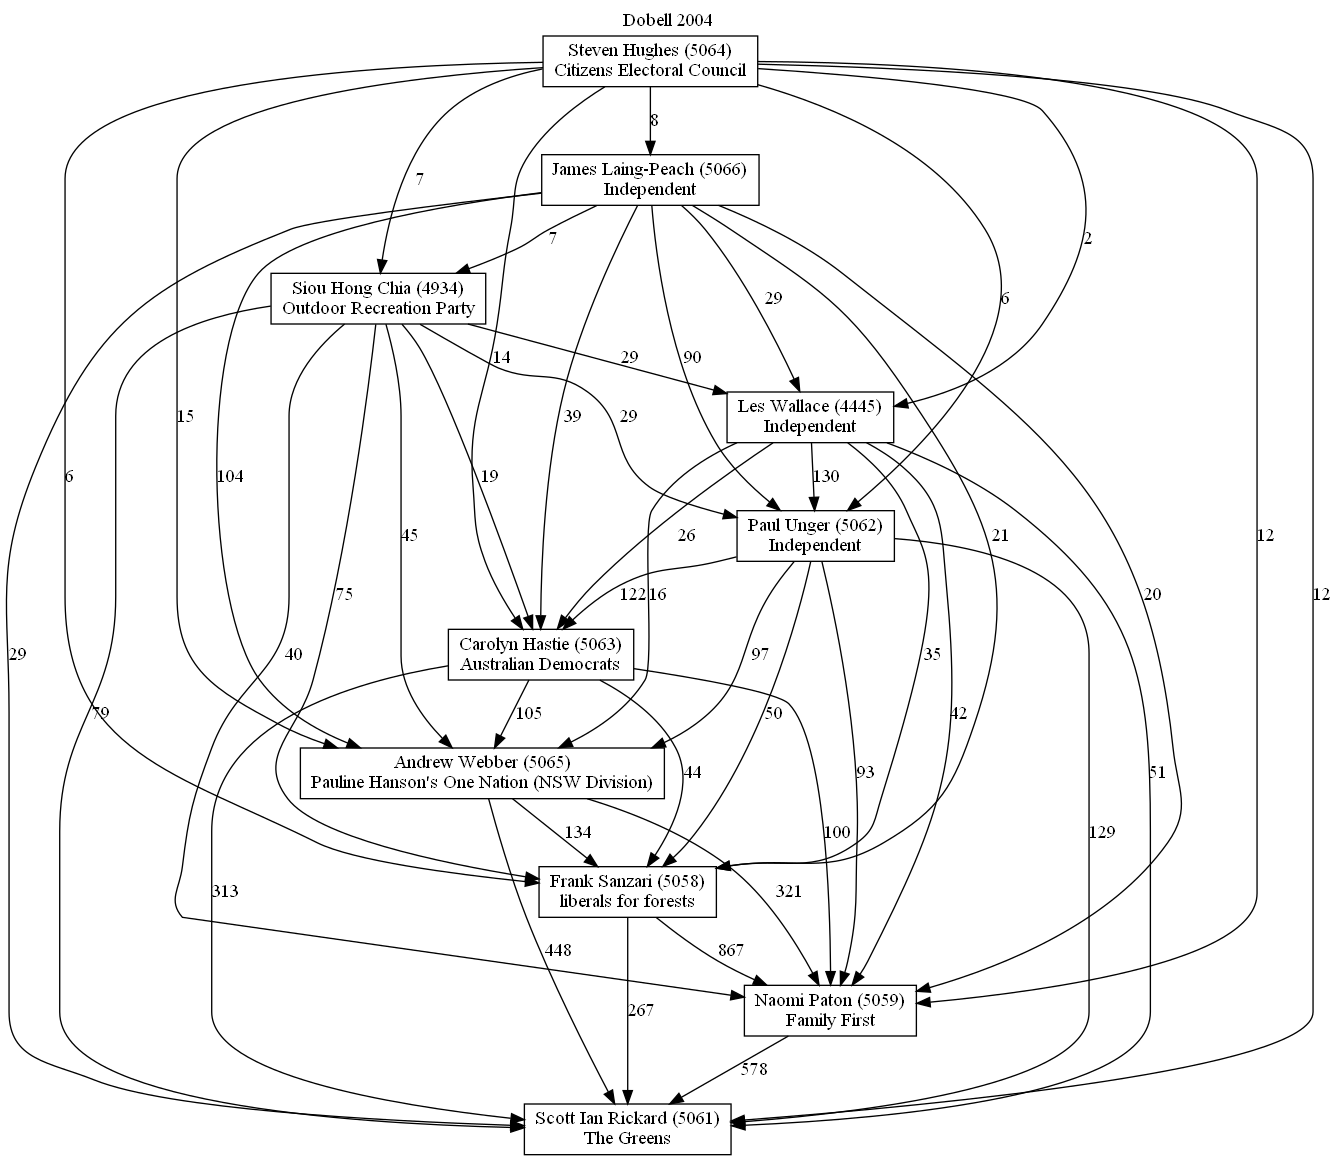 Dobell 2004
Steven Hughes (5064)
Citizens Electoral Council
8
James Laing-Peach (5066)
Independent
7
7
2
Siou Hong Chia (4934)
Outdoor Recreation Party
29
6
14
29
90
Les Wallace (4445)
Independent
15
39
29
6
104
19
130
Paul Unger (5062)
Independent
45
26
21
12
75
122
16
20
12
Carolyn Hastie (5063)
Australian Democrats
29
40
97
35
79
105
50
42
Andrew Webber (5065)
Pauline Hanson's One Nation (NSW Division)
44
93
51
134
100
129
Frank Sanzari (5058)
liberals for forests
313
321
448
867
Naomi Paton (5059)
Family First
267
578
Scott Ian Rickard (5061)
The Greens